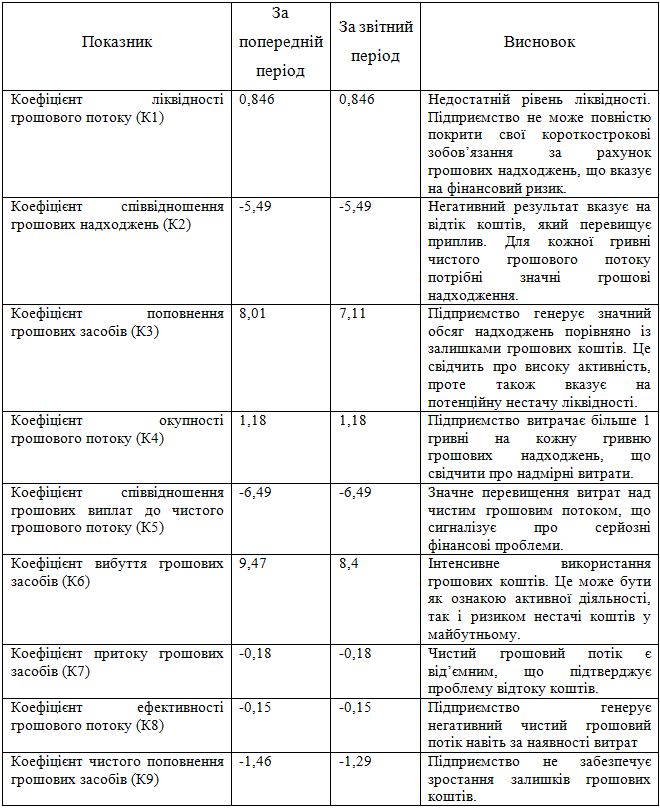 Показник
За попередній період
За звітний період
Висновок
Коефіцієнт ліквідності
грошового потоку (К1)
0,846
0,846
Недостатній рівень ліквідності.
Підприємство не може повністю
покрити свої короткострокові
зобов’язання за рахунок
грошових надходжень, що вказує
на фінансовий ризик.
Коефіцієнт співвідношення
грошових надходжень (К2)
-5,49
-5,49
Негативний результат вказує на
відтік коштів, який перевищує
приплив. Для кожної гривні
чистого грошового потоку
потрібні значні грошові
надходження.
Коефіцієнт поповнення
грошових засобів (К3)
8,01
7,11
Підприємство генерує значний
обсяг надходжень порівняно із
залишками грошових коштів. Це
свідчить про високу активність,
проте також вказує на
потенційну нестачу ліквідності.
Коефіцієнт окупності
грошового потоку (К4)
1,18
1,18
Підприємство витрачає більше 1
гривні на кожну гривню
грошових надходжень, що
свідчить про надмірні витрати.
Коефіцієнт співвідношення
грошових виплат до чистого
грошового потоку (К5)
-6,49
-6,49
Значне перевищення витрат над
чистим грошовим потоком, що
сигналізує про серйозні
фінансові проблеми.
Коефіцієнт вибуття грошових
засобів (К6)
9,47
8,4
Інтенсивне використання
грошових коштів. Це може бути
як ознакою активної діяльності,
так і ризиком нестачі коштів у
майбутньому.
Коефіцієнт притоку грошових
засобів (К7)
-0,18
-0,18
Чистий грошовий потік є
від’ємним, що підтверджує
проблему відтоку коштів.
Коефіцієнт ефективності
грошового потоку (К8)
-0,15
-0,15
Підприємство генерує
негативний чистий грошовий
потік навіть за наявності витрат
Коефіцієнт чистого поповнення
грошових засобів (К9)
-1,46
-1,29
Підприємство не забезпечує
зростання залишків грошових
коштів.